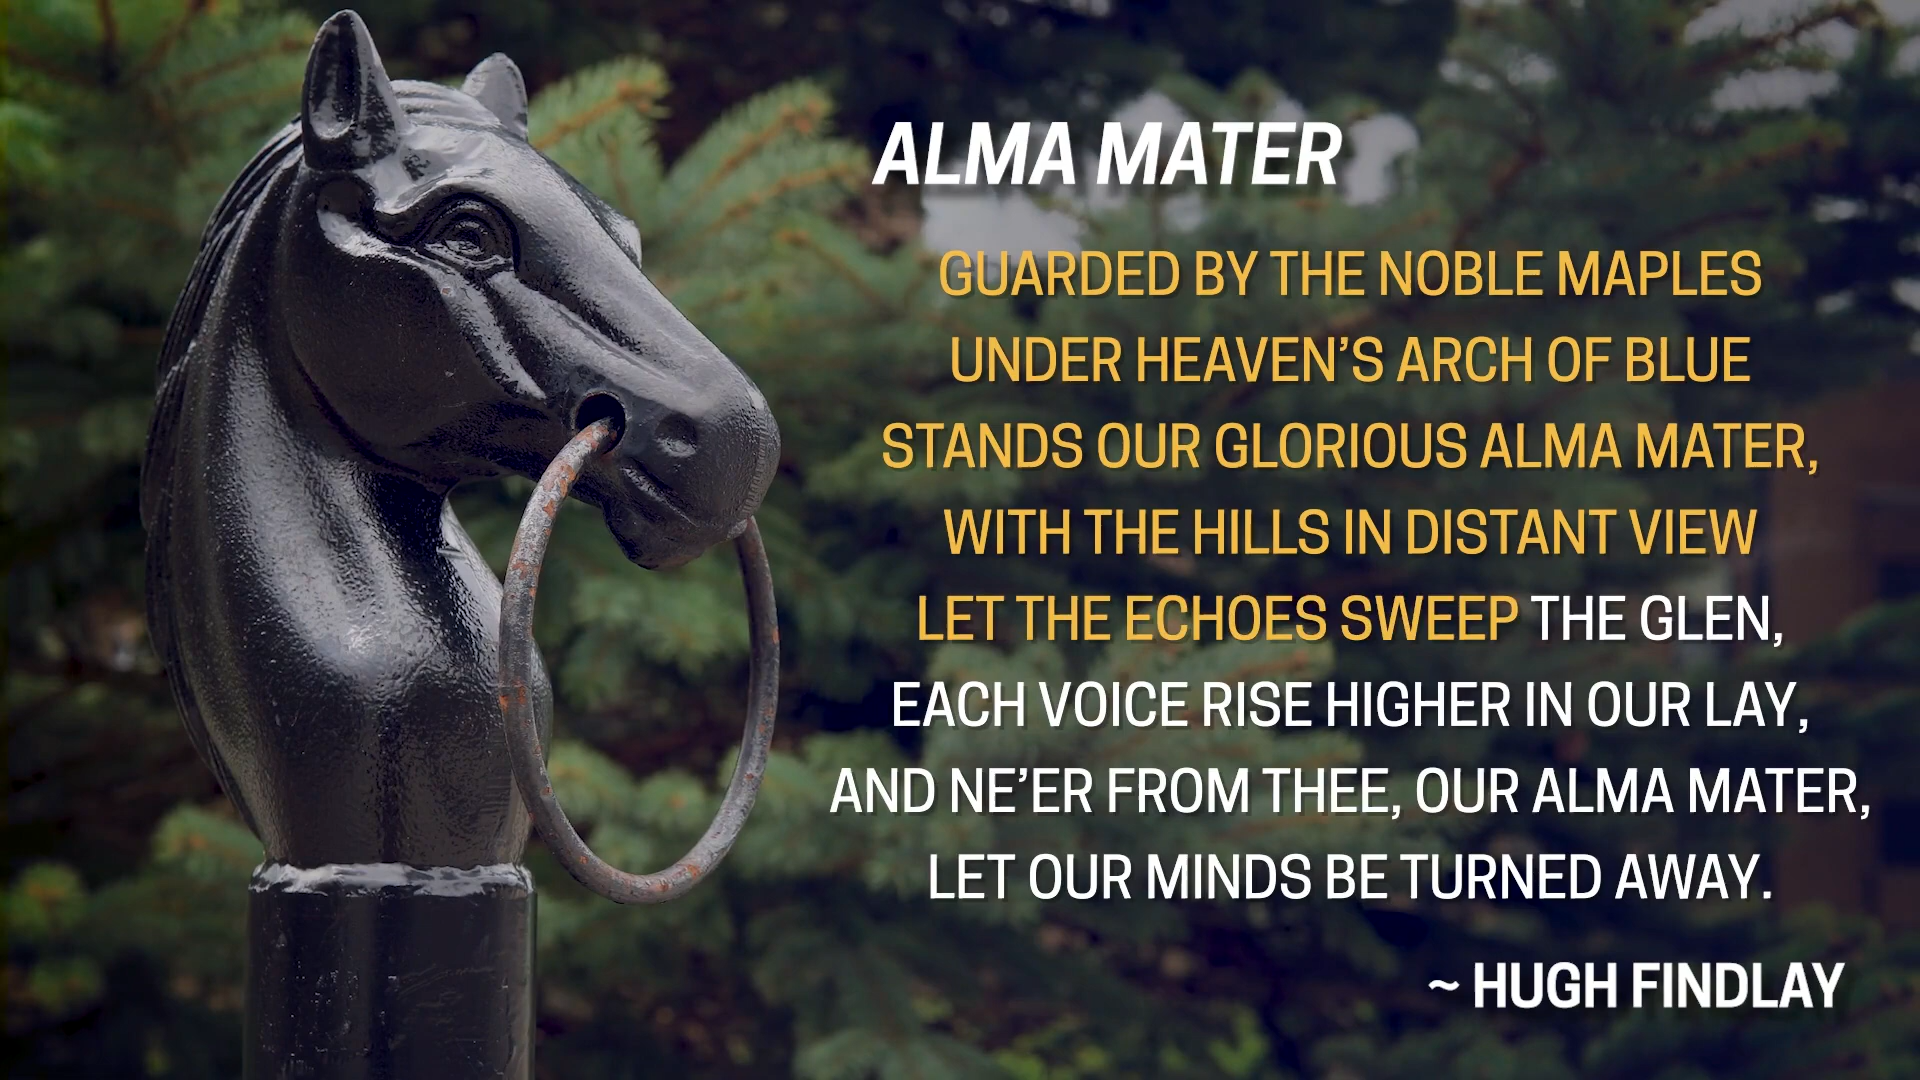 ALMA MATER
GUARDED BY THE NOBLE MAPLES
UNDER HEAVEN’S ARCH OF BLUE
STANDS OUR GLORIOUS ALMA MATER,
WITH THE HILLS IN DISTANT VIEW
LET THE ECHOES SWEEP THE GLEN,
EACH VOICE RISE HIGHER IN OUR LAY,
AND NE’ER FROM THEE, OUR ALMA MATER,
LET OUR MINDS BE TURNED AWAY.
~ HUGH FINDLAY